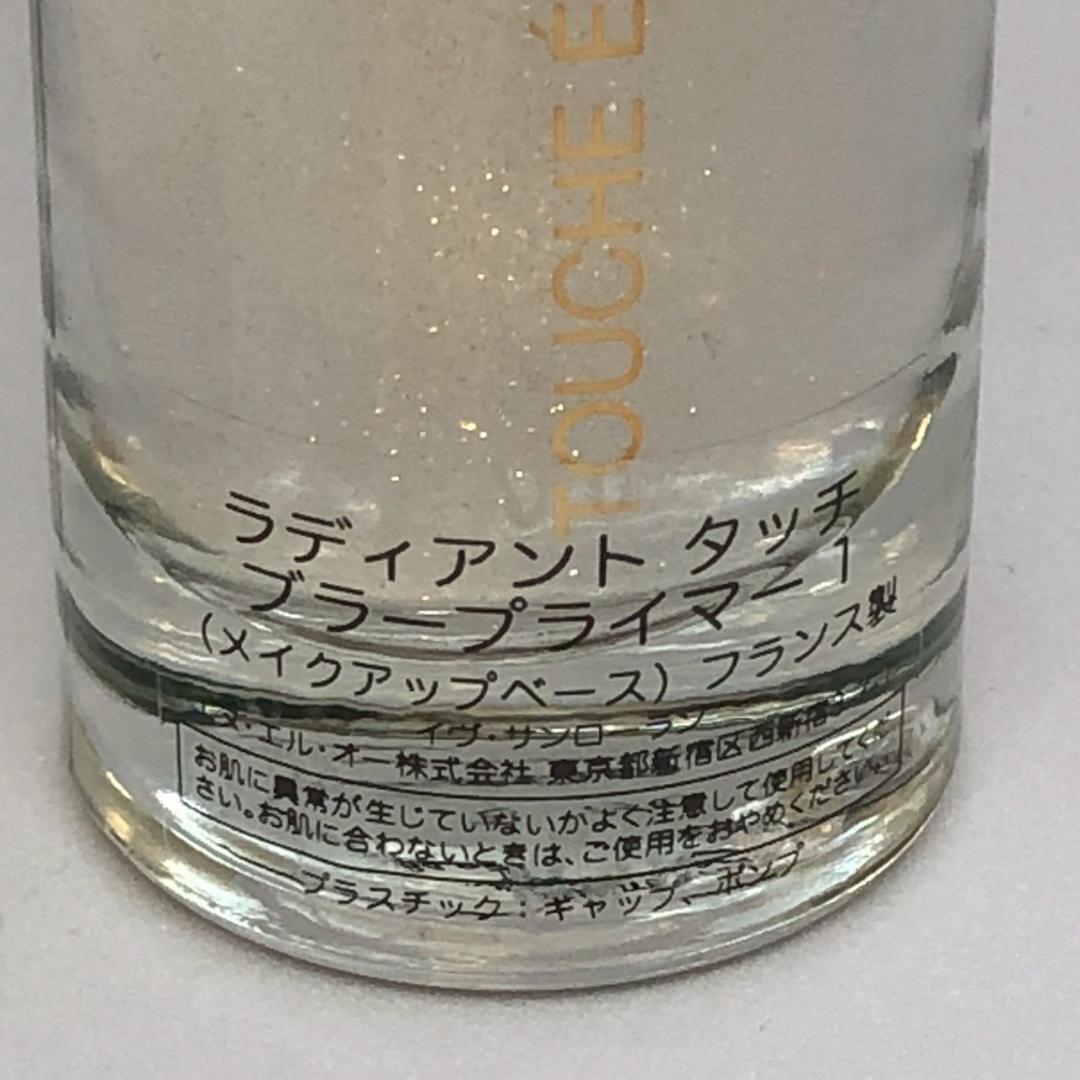 TOUCHE É
ラディアント タッチ
ブラープライマー 1
(メイクアップベース) フランス製
イヴ・サンローラン
エヌ・エル・オー株式会社 東京都新宿区西新宿
お肌に異常が生じていないかよく注意して使用してくだ
さい。お肌に合わないときは、ご使用をおやめください。
プラスチック:キャップ、ポンプ